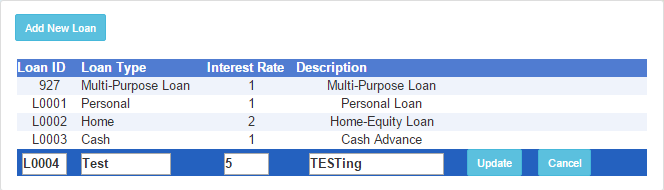 Add New Loan
Loan ID Loan Type Interest Rate Description
927 Multi-Purpose Loan 1 Multi-Purpose Loan
L0001 Personal 1 Personal Loan
L0002 Home 2 Home-Equity Loan
L0003 Cash 1 Cash Advance
L0004 Test 5 TESTing Update Cancel